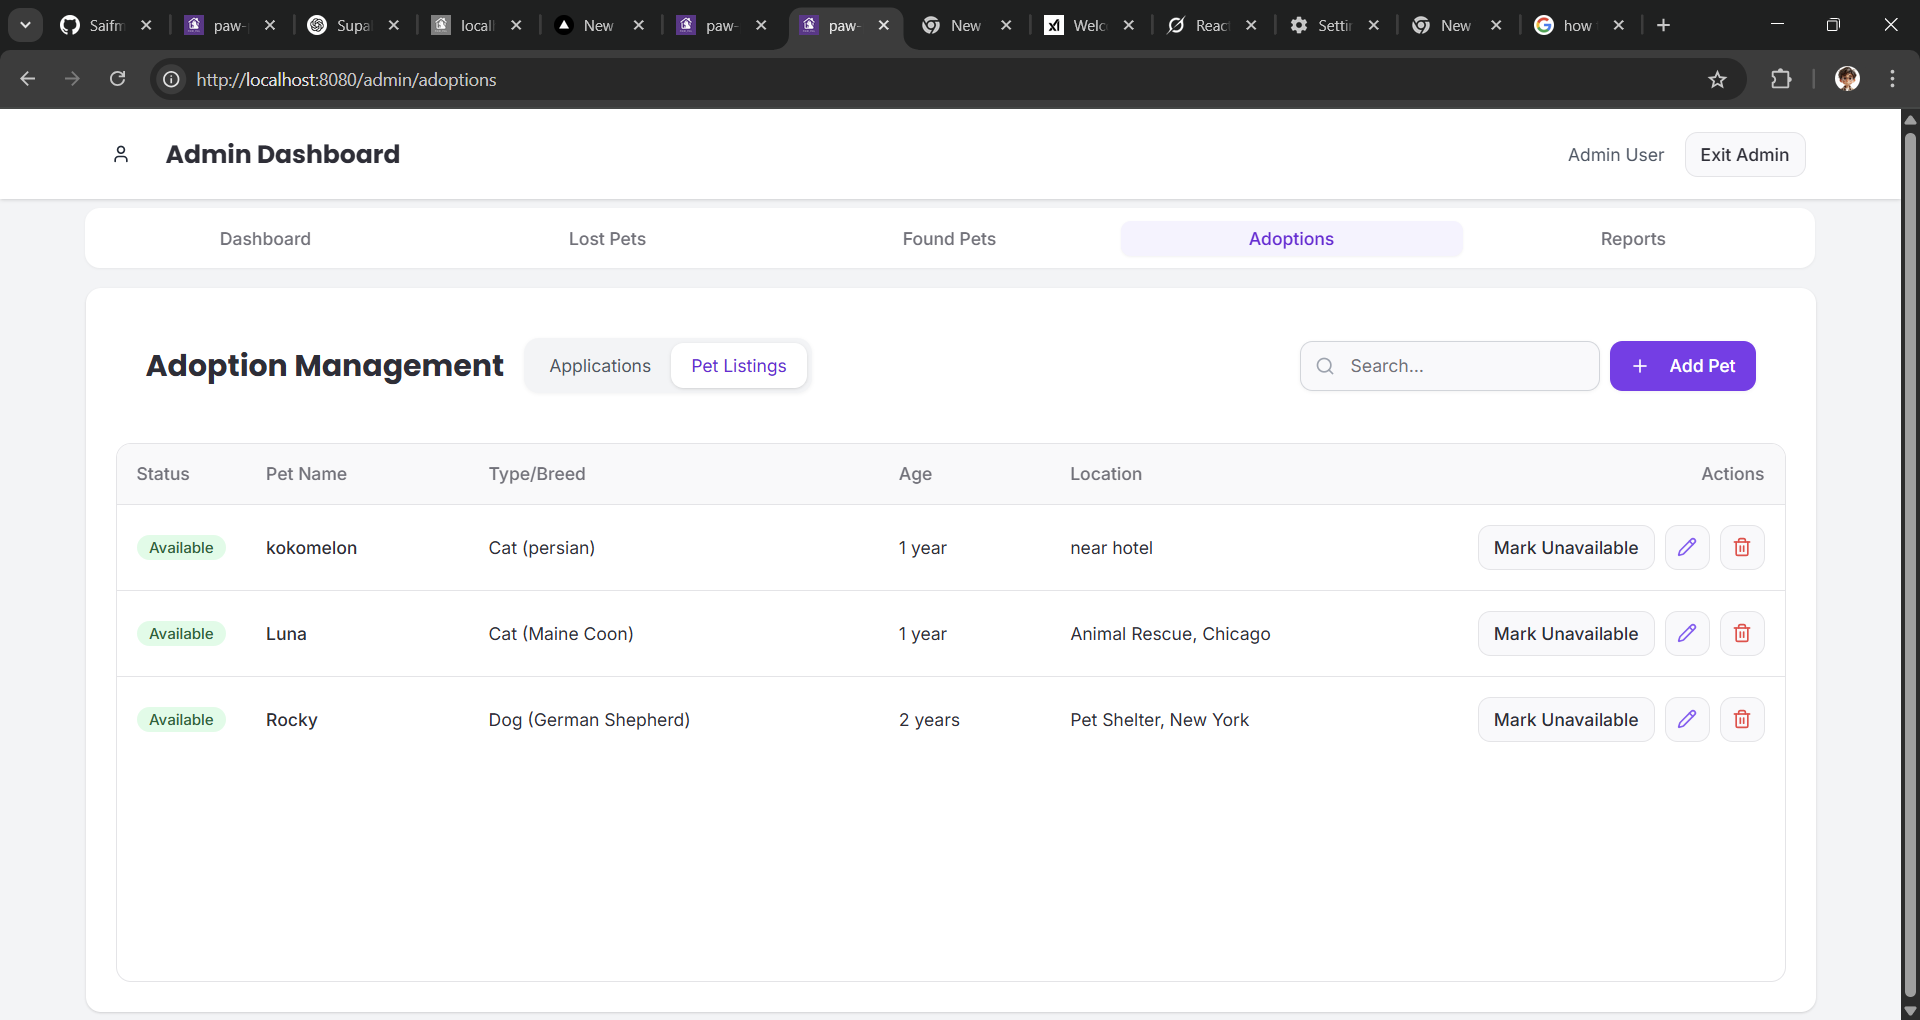 Saifm
paw-
Supa
local
New
paw-
paw-
New
Welc
Reac
Settin
New
how
http://localhost:8080/admin/adoptions
Admin Dashboard
Admin User
Exit Admin
Dashboard
Lost Pets
Found Pets
Adoptions
Reports
Adoption Management
Applications
Pet Listings
Search...
Add Pet
Status Pet Name Type/Breed Age Location Actions
Available kokomelon Cat (persian) 1 year near hotel Mark Unavailable
Available Luna Cat (Maine Coon) 1 year Animal Rescue, Chicago Mark Unavailable
Available Rocky Dog (German Shepherd) 2 years Pet Shelter, New York Mark Unavailable